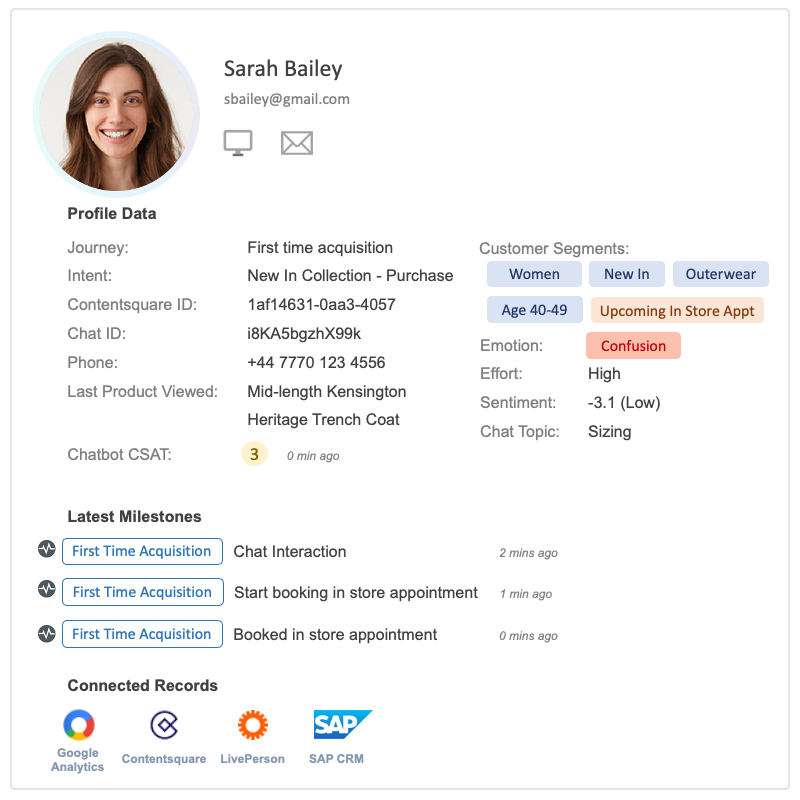 Sarah Bailey
sbailey@gmail.com
Profile Data
Journey: First time acquisition
Intent: New In Collection - Purchase
Contentsquare ID: 1af14631-0aa3-4057
Chat ID: i8KA5bgzhX99k
Phone: +44 7770 123 4556
Last Product Viewed: Mid-length Kensington
Heritage Trench Coat
Chatbot CSAT: 3 0 min ago
Customer Segments:
Women New In Outerwear
Age 40-49 Upcoming In Store Appt
Emotion: Confusion
Effort: High
Sentiment: -3.1 (Low)
Chat Topic: Sizing
Latest Milestones
First Time Acquisition Chat Interaction 2 mins ago
First Time Acquisition Start booking in store appointment 1 min ago
First Time Acquisition Booked in store appointment 0 mins ago
Connected Records
SAP
Google
Analytics
Contentsquare
LivePerson
SAP CRM